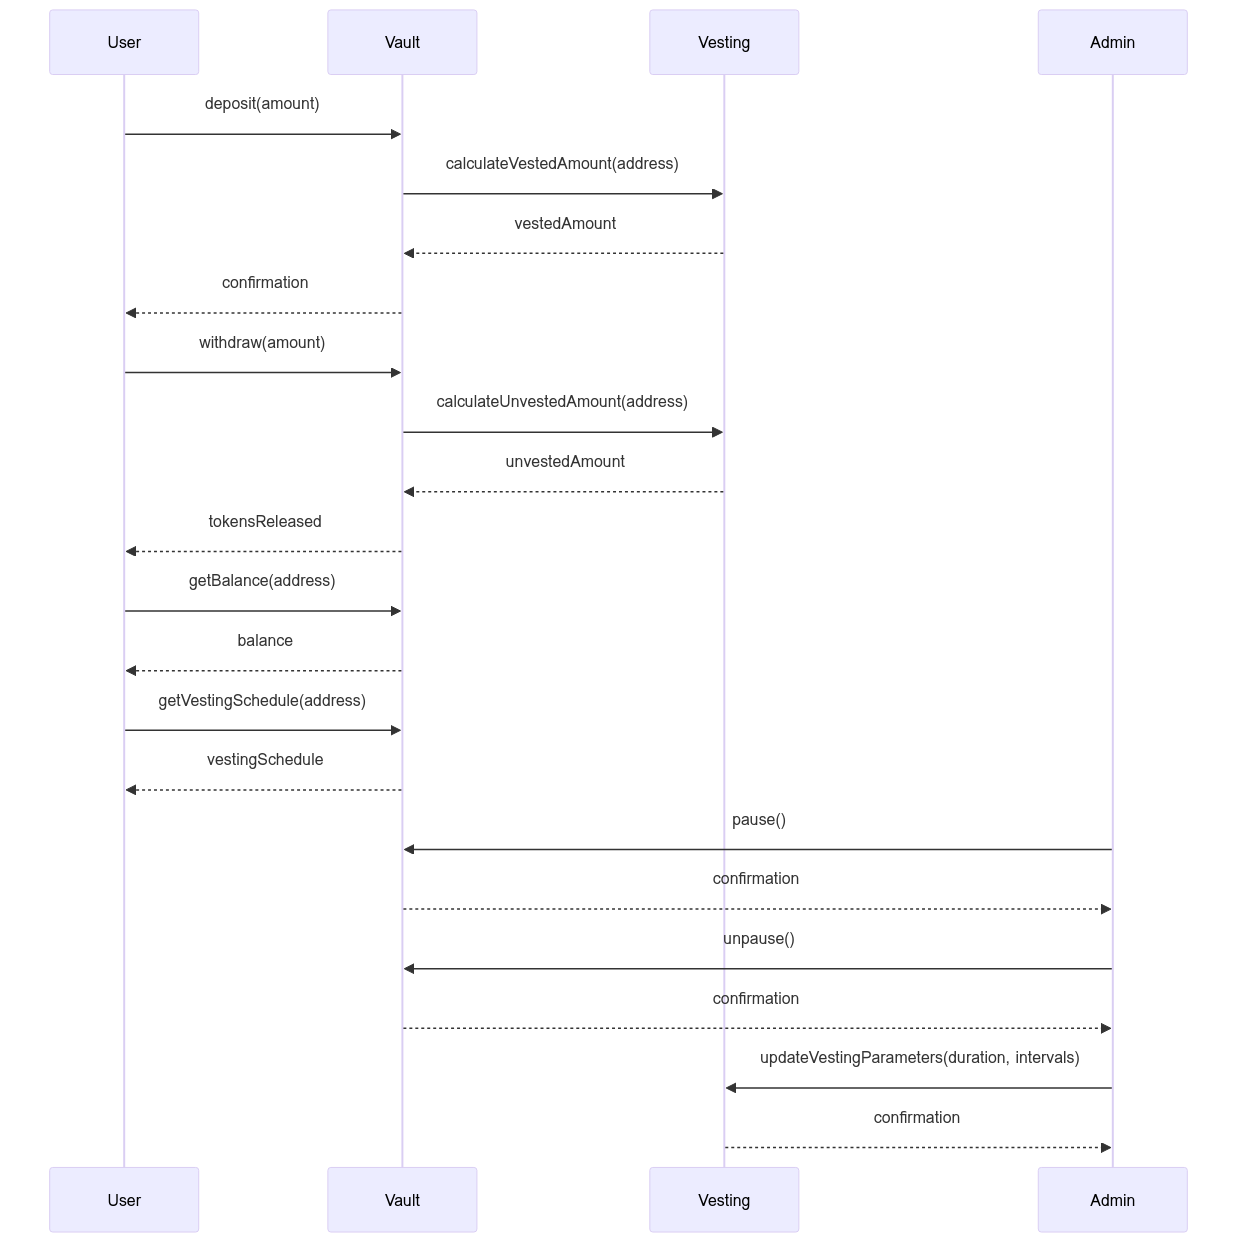 User
Vault
Vesting
Admin
deposit(amount)
calculateVestedAmount(address)
vestedAmount
confirmation
withdraw(amount)
calculateUnvestedAmount(address)
unvestedAmount
tokensReleased
getBalance(address)
balance
getVestingSchedule(address)
vestingSchedule
pause()
confirmation
unpause()
confirmation
updateVestingParameters(duration, intervals)
confirmation
User
Vault
Vesting
Admin